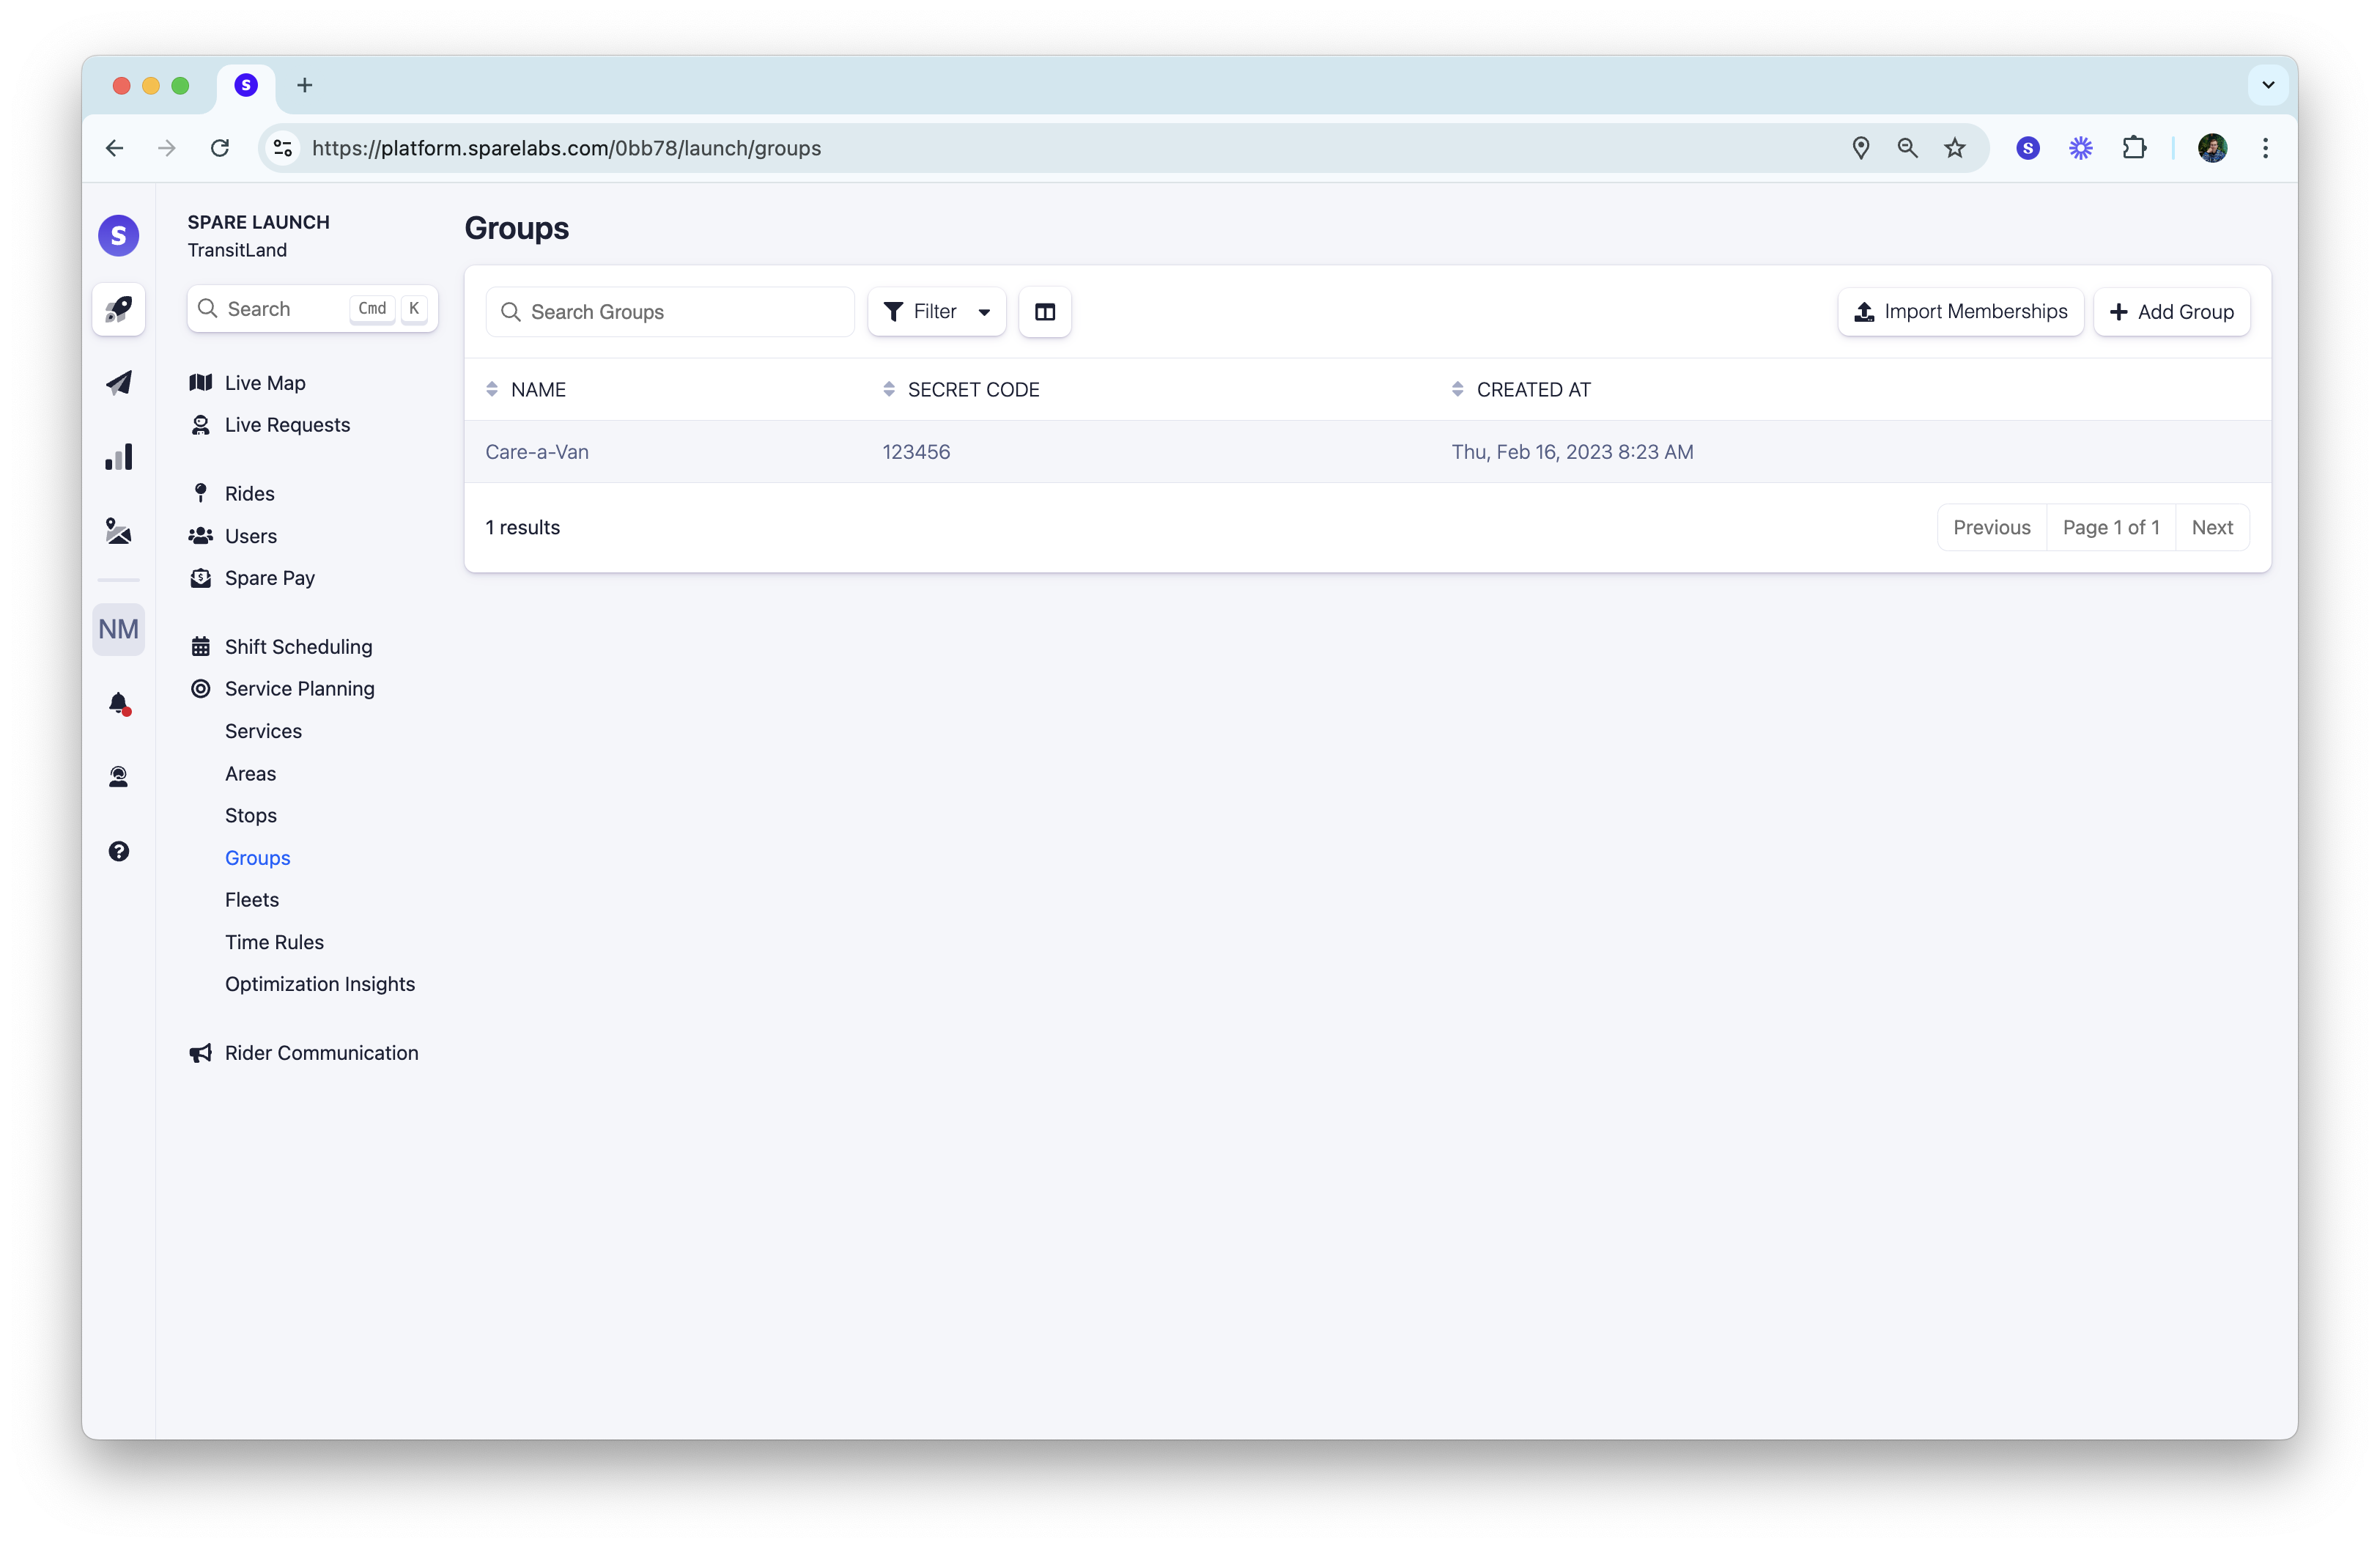 S
https://platform.sparelabs.com/0bb78/launch/groups
S
S
SPARE LAUNCH
TransitLand
Search Cmd K
Live Map
Live Requests
Rides
Users
Spare Pay
NM
Shift Scheduling
Service Planning
Services
Areas
Stops
Groups
Fleets
Time Rules
Optimization Insights
Rider Communication
Groups
Search Groups Filter Import Memberships Add Group
NAME SECRET CODE CREATED AT
Care-a-Van 123456 Thu, Feb 16, 2023 8:23 AM
1 results Previous Page 1 of 1 Next